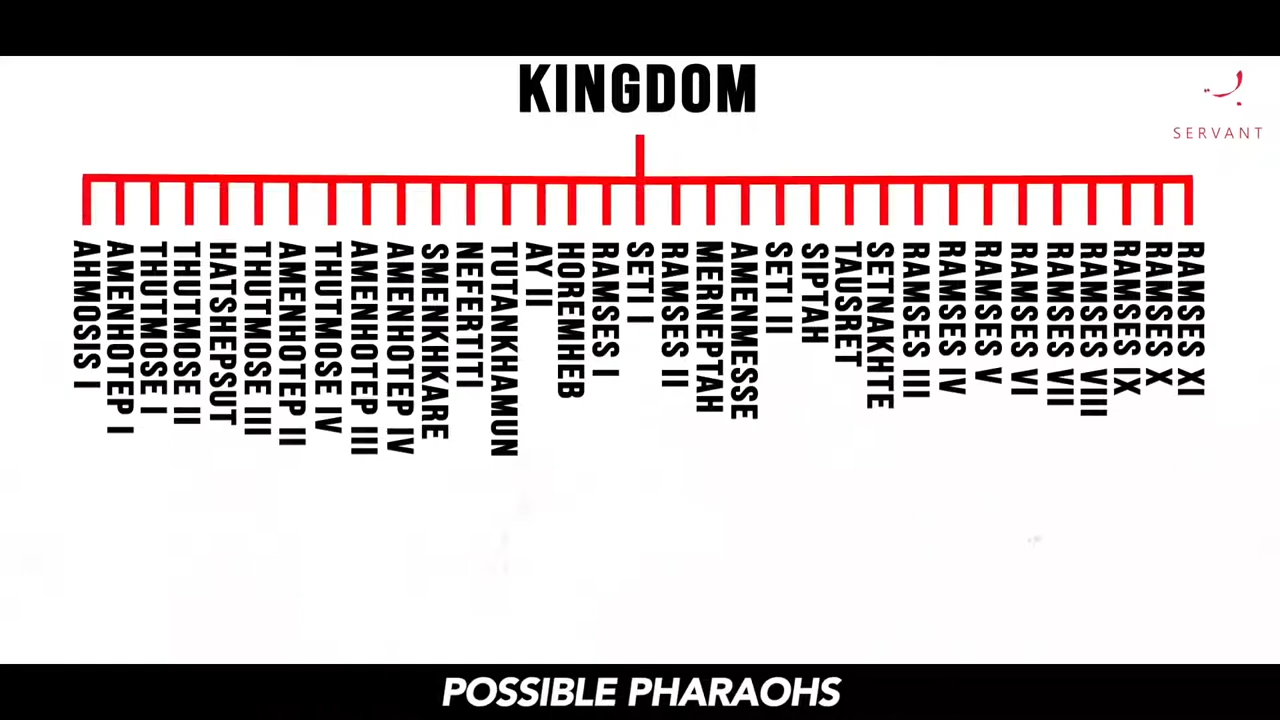 KINGDOM
ب
SERVANT
AHMOSIS I
AMENHOTEP I
THUTMOSE I
THUTMOSE II
HATSHEPSUT
THUTMOSE III
AMENHOTEP II
THUTMOSE IV
AMENHOTEP III
AMENHOTEP IV
SMENKHKARE
NEFERTITI
TUTANKHAMUN
AY II
HOREMHEB
RAMSES I
SETI I
RAMSES II
MERNEPTAH
AMENMESSE
SETI II
SIPTAH
TAUSRET
SETNAKHTE
RAMSES III
RAMSES IV
RAMSES V
RAMSES VI
RAMSES VII
RAMSES VIII
RAMSES IX
RAMSES X
RAMSES XI
POSSIBLE PHARAOHS